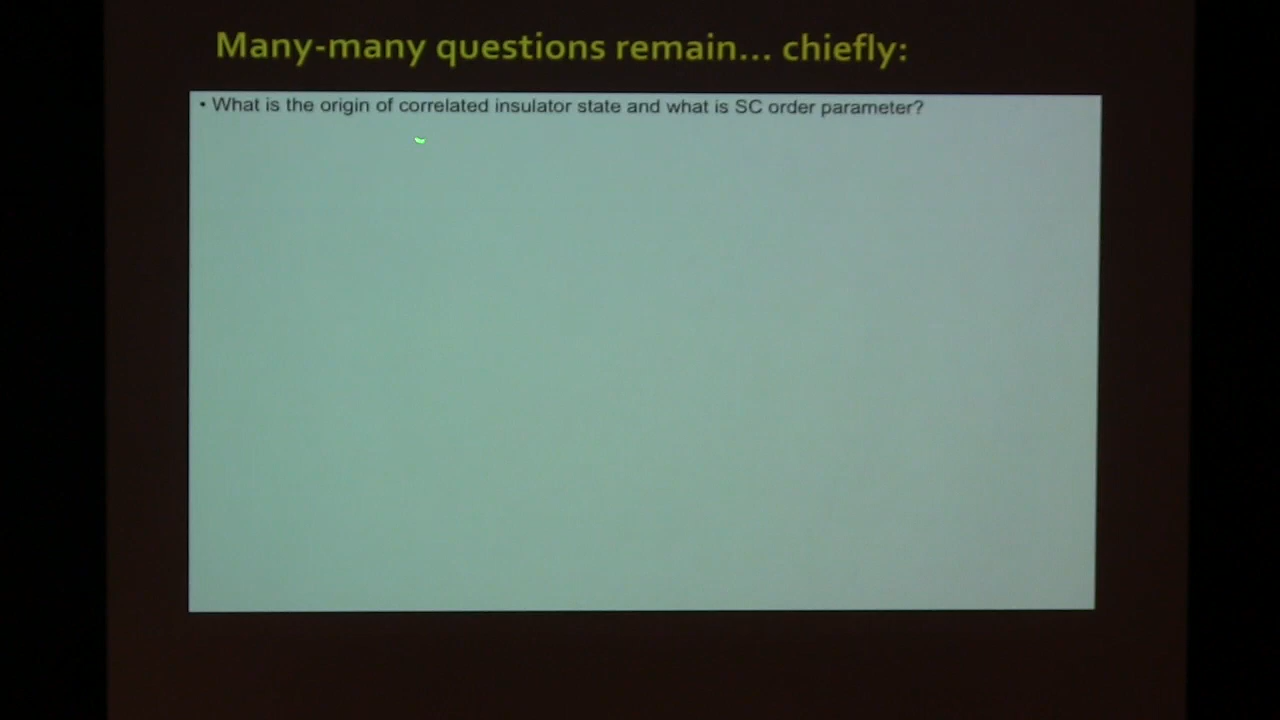 Many-many questions remain... chiefly:
• What is the origin of correlated insulator state and what is SC order parameter?